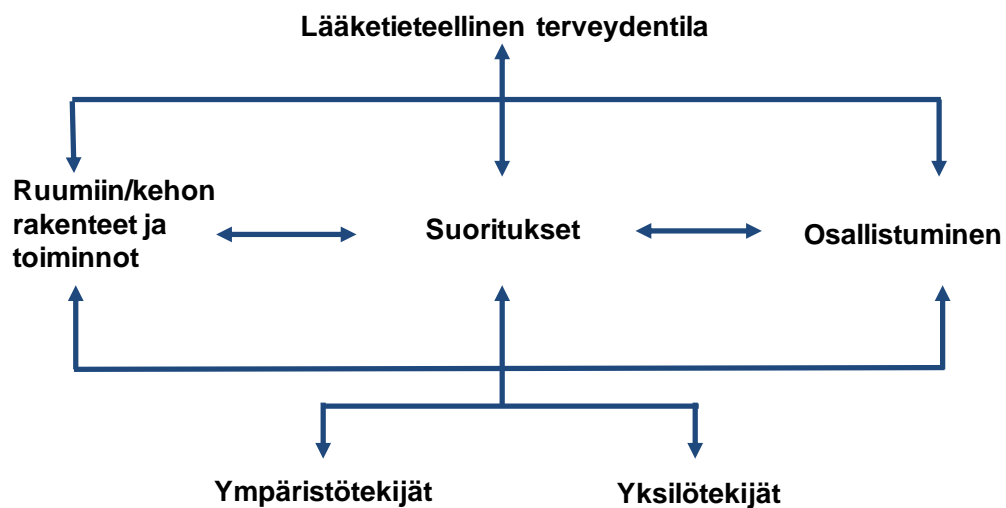 Lääketieteellinen terveydentila
Ruumiin/kehon
rakenteet ja
toiminnot
Suoritukset
Osallistuminen
Ympäristötekijät
Yksilötekijät